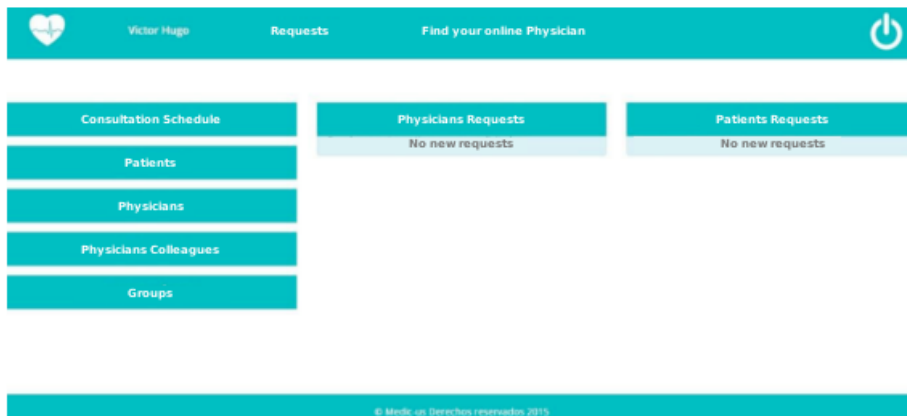 Victor Hugo Requests Find your online Physician
Consultation Schedule
Patients
Physicians
Physicians Colleagues
Groups
Physicians Requests
No new requests
Patients Requests
No new requests
© Medic-us Derechos reservados 2015